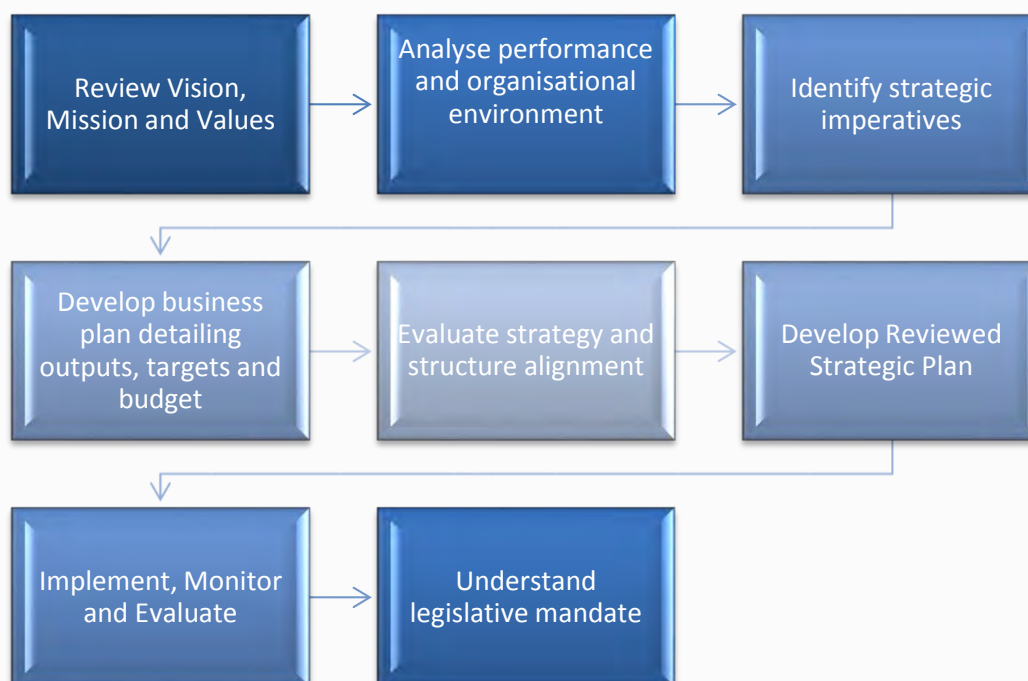 Review Vision,
Mission and Values
Analyse performance
and organisational
environment
Identify strategic
imperatives
Develop business
plan detailing
outputs, targets and
budget
Evaluate strategy and
structure alignment
Develop Reviewed
Strategic Plan
Implement, Monitor
and Evaluate
Understand
legislative mandate